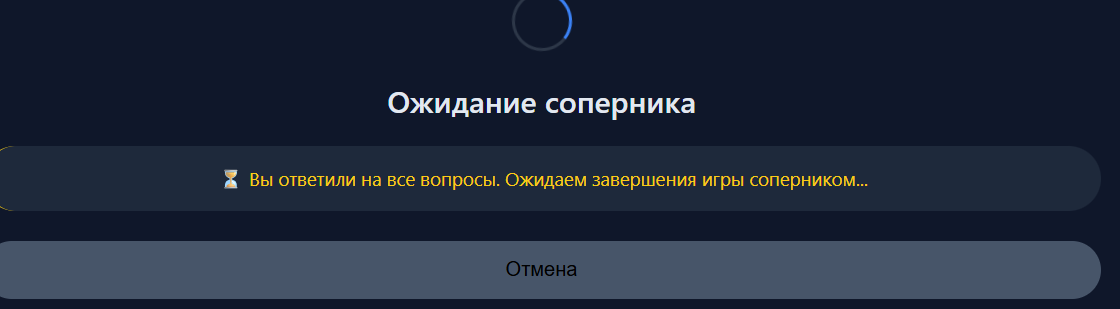 Ожидание соперника
⏳ Вы ответили на все вопросы. Ожидаем завершения игры соперником...
Отмена